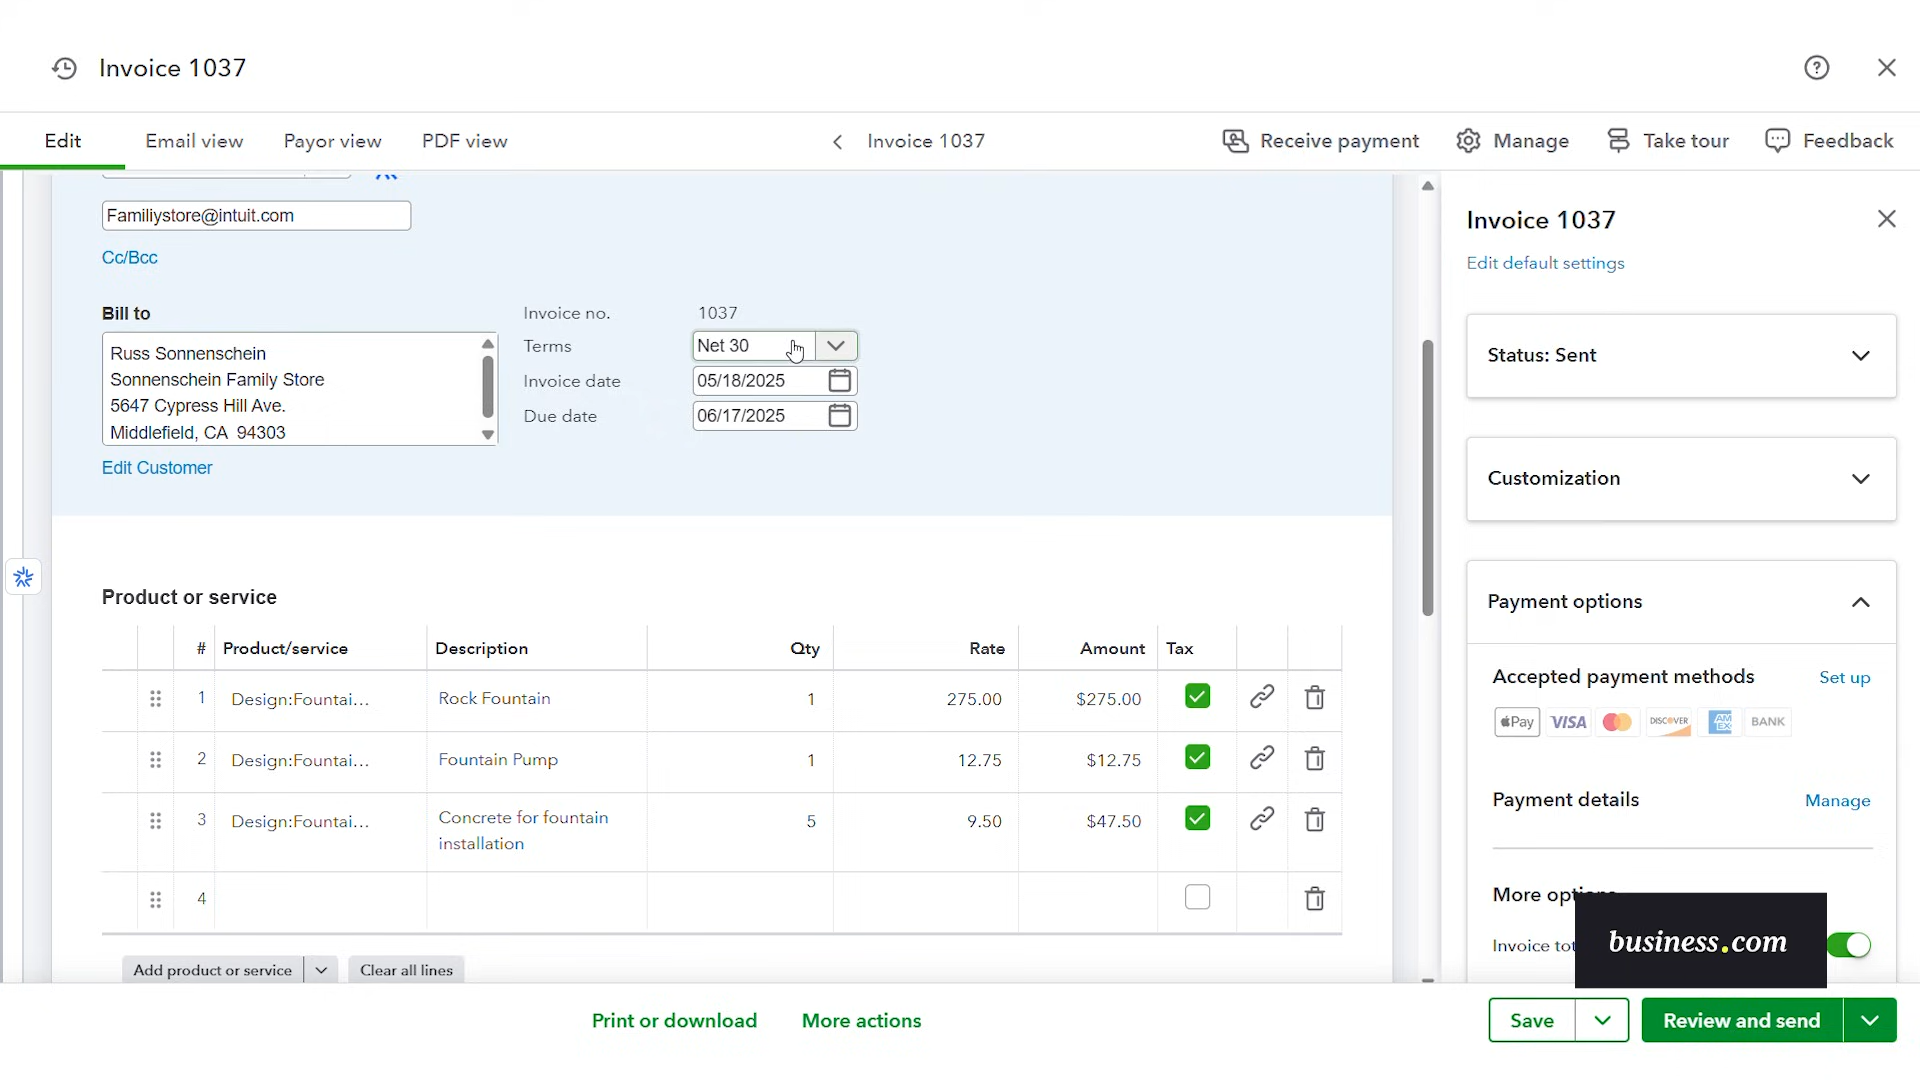 Invoice 1037
Edit
Email view
Payor view
PDF view
Invoice 1037
Receive payment
Manage
Take tour
Feedback
Familiystore@intuit.com
Cc/Bcc
Bill to
Russ Sonnenschein
Sonnenschein Family Store
5647 Cypress Hill Ave.
Middlefield, CA 94303
Edit Customer
Invoice no. 1037
Terms Net 30
Invoice date 05/18/2025
Due date 06/17/2025
Product or service
# Product/service Description Qty Rate Amount Tax
1 Design:Fountai... Rock Fountain 1 275.00 $275.00
2 Design:Fountai... Fountain Pump 1 12.75 $12.75
3 Design:Fountai... Concrete for fountain 5 9.50 $47.50
installation
4
Add product or service
Clear all lines
Invoice 1037
Edit default settings
Status: Sent
Customization
Payment options
Accepted payment methods Set up
Pay VISA DISCOVER AM EX BANK
Payment details Manage
More
Invoice
business.com
Print or download
More actions
Save
Review and send